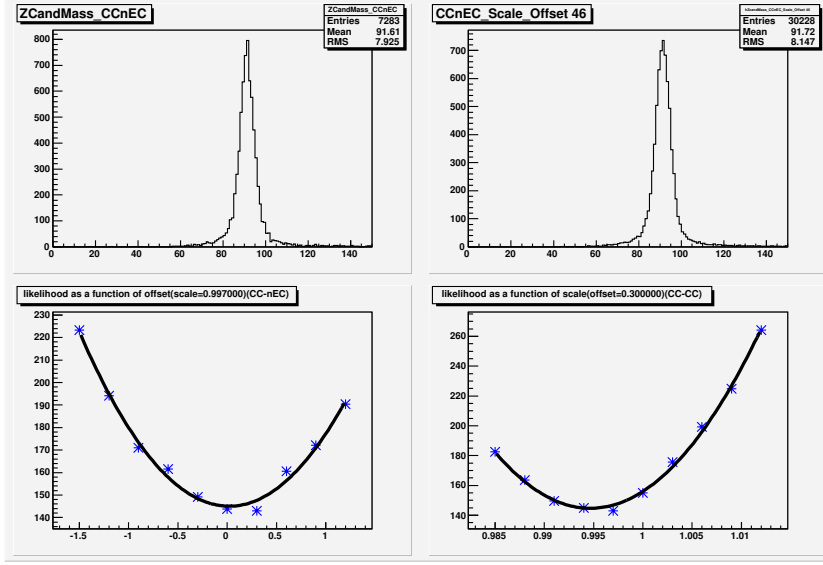 ZCandMass_CCnEC
ZCandMass_CCnEC
Entries 7283
Mean 91.61
RMS 7.925
800
700
600
500
400
300
200
100
0
0 20 40 60 80 100 120 140
CCnEC_Scale_Offset 46
Entries 30228
Mean 91.72
RMS 8.147
700
600
500
400
300
200
100
0
0 20 40 60 80 100 120 140
likelihood as a function of offset(scale=0.997000)(CC-nEC)
230
220
210
200
190
180
170
160
150
140
-1.5 -1 -0.5 0 0.5 1
likelihood as a function of scale(offset=0.300000)(CC-CC)
260
240
220
200
180
160
140
0.985 0.99 0.995 1 1.005 1.01